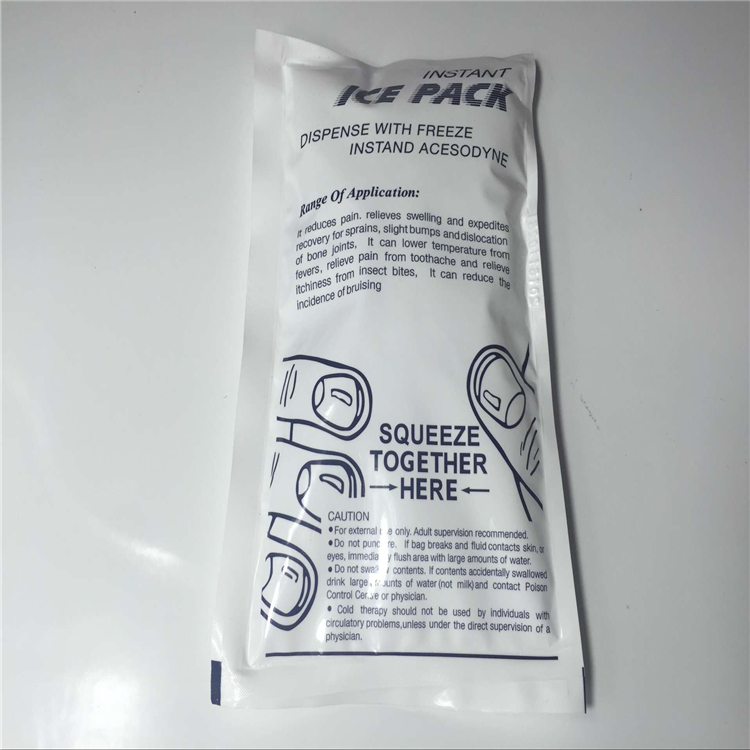 INSTANT
ICE PACK
DISPENSE WITH FREEZE
INSTAND ACESODYNE
Range Of Application:
It reduces pain. relieves swelling and expedites
recovery for sprains, slight bumps and dislocation
of bone joints, It can lower temperature from
fevers, relieve pain from toothache and relieve
itchiness from insect bites, It can reduce the
incidence of bruising
SQUEEZE
TOGETHER
→HERE←
CAUTION
•For external use only. Adult supervision recommended.
•Do not puncture. If bag breaks and fluid contacts skin, or
eyes, immediately flush area with large amounts of water.
•Do not swallow contents. If contents accidentally swallowed
drink large amounts of water (not milk)and contact Poison
Control Centre or physician.
• Cold therapy should not be used by individuals with
circulatory problems,unless under the direct supervision of a
physician.